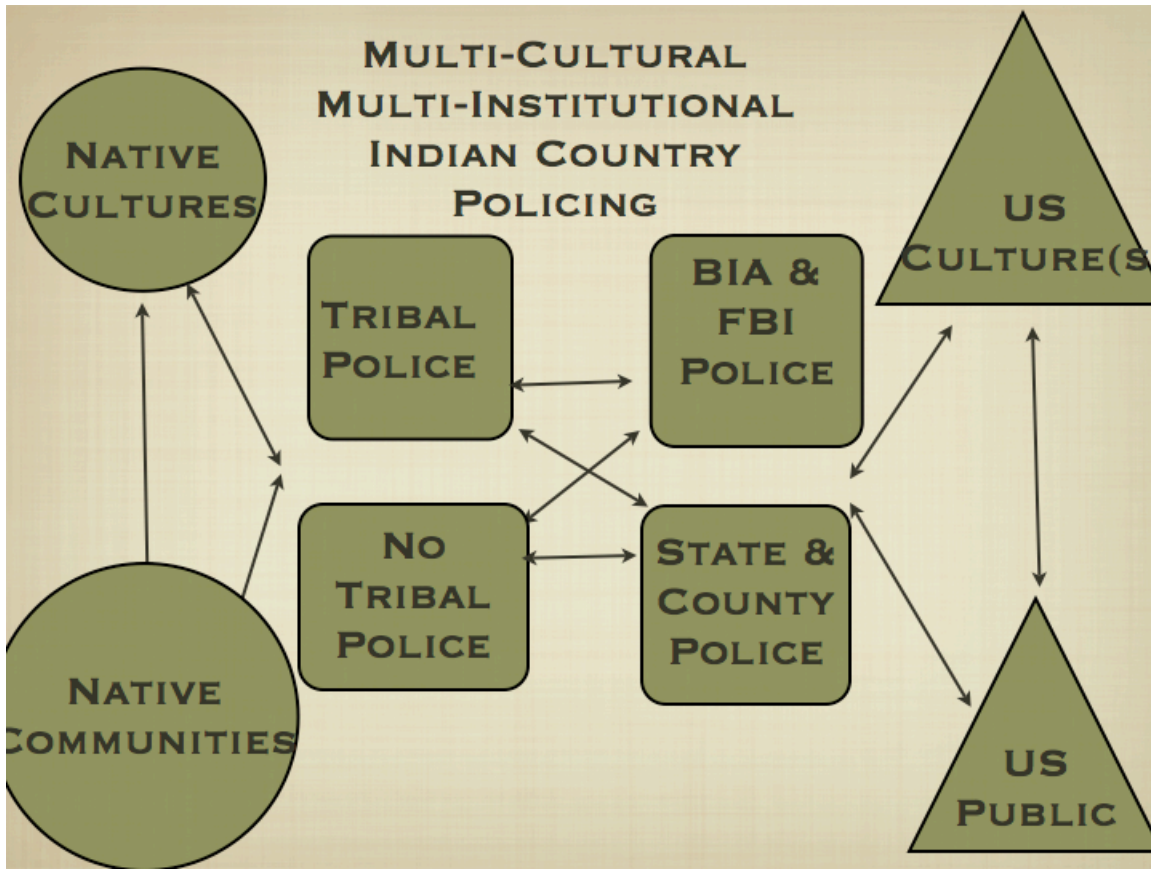 Multi-Cultural
Multi-Institutional
Indian Country
Policing
Native
Cultures
US
Culture(s
Tribal
Police
BIA &
FBI
Police
No
Tribal
Police
State &
County
Police
Native
Communities
US
Public